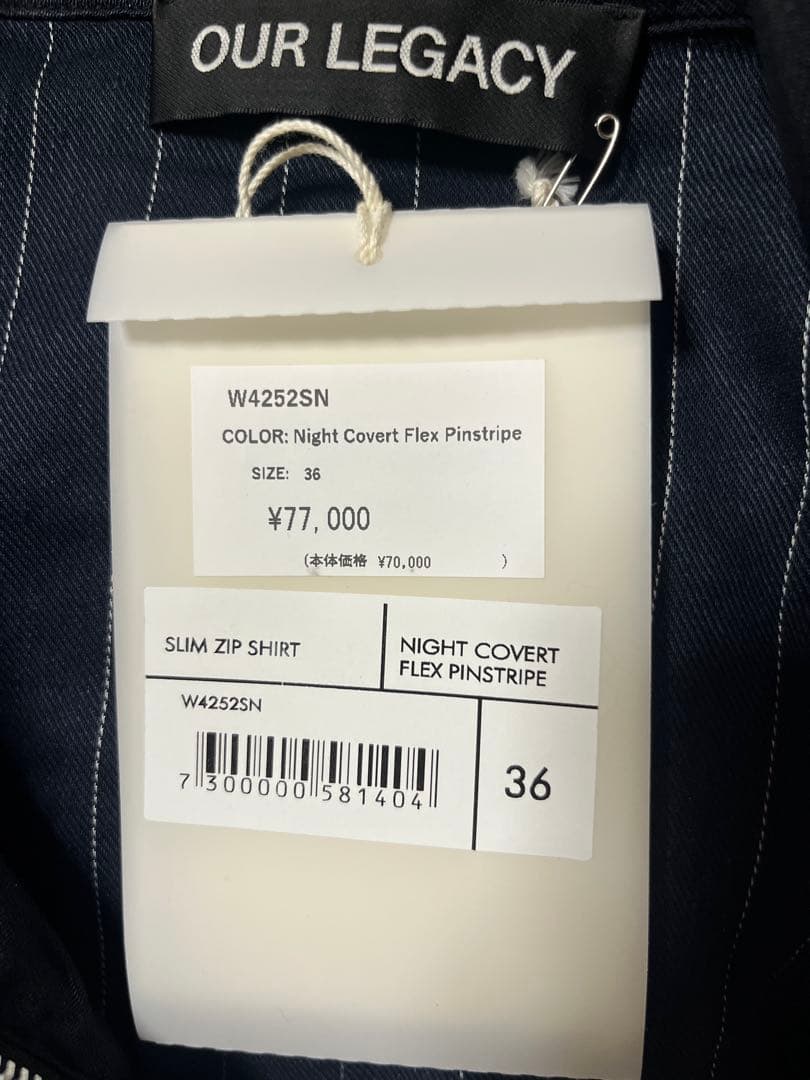 OUR LEGACY
W4252SN
COLOR: Night Covert Flex Pinstripe
SIZE: 36
¥77,000
(本体価格 ¥70,000 )
SLIM ZIP SHIRT
NIGHT COVERT
FLEX PINSTRIPE
W4252SN
7 300000 581404
36